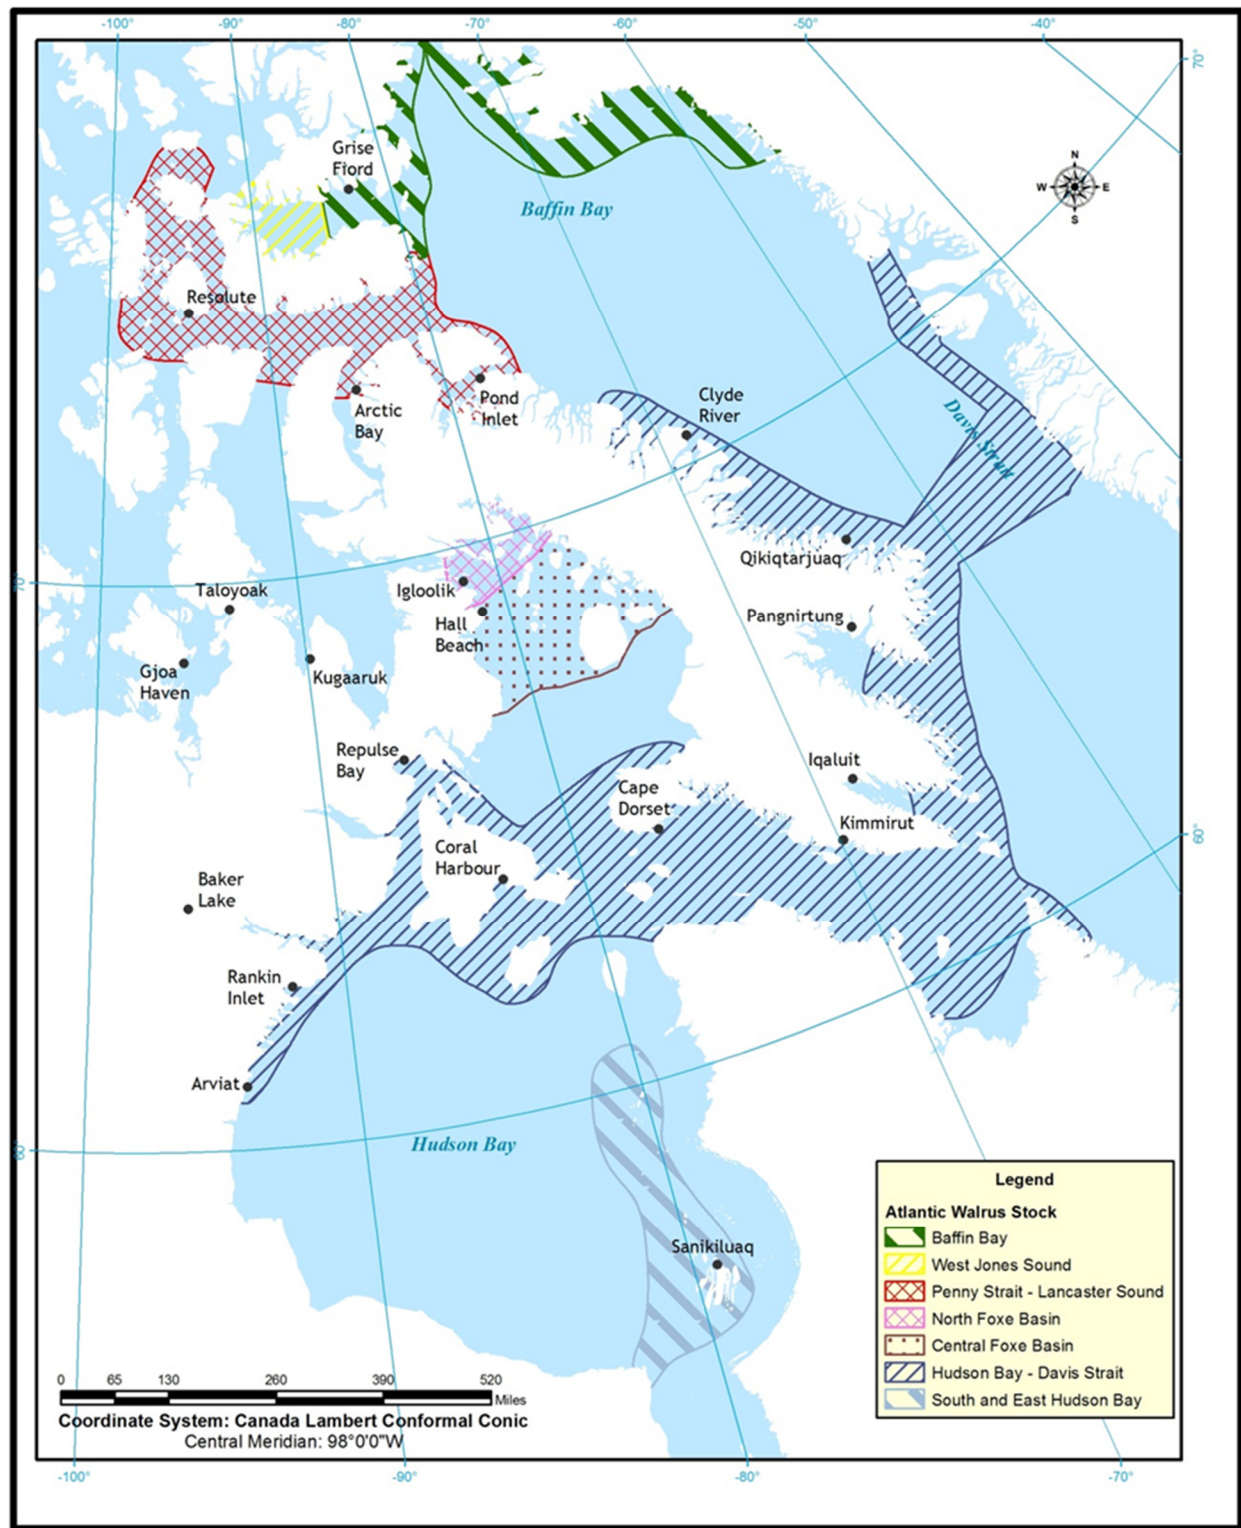 -100°
-90°
-80°
-70°
-60°
-50°
-40°
70°
N
W
E
S
Grise
Fiord
Baffin Bay
Resolute
Arctic
Bay
Pond
Inlet
Clyde
River
Davis Strait
Qikiqtarjuaq
Igloolik
Hall
Beach
Taloyoak
Gjoa
Haven
Kugaaruk
Pangnirtung
Repulse
Bay
Iqaluit
Cape
Dorset
Kimmirut
60°
Coral
Harbour
Baker
Lake
Rankin
Inlet
Arviat
Hudson Bay
Sanikiluaq
Legend
Atlantic Walrus Stock
Baffin Bay
West Jones Sound
Penny Strait - Lancaster Sound
North Foxe Basin
Central Foxe Basin
Hudson Bay - Davis Strait
South and East Hudson Bay
0 65 130 260 390 520
Miles
Coordinate System: Canada Lambert Conformal Conic
Central Meridian: 98°0'0"W
-100°
-90°
-80°
-70°